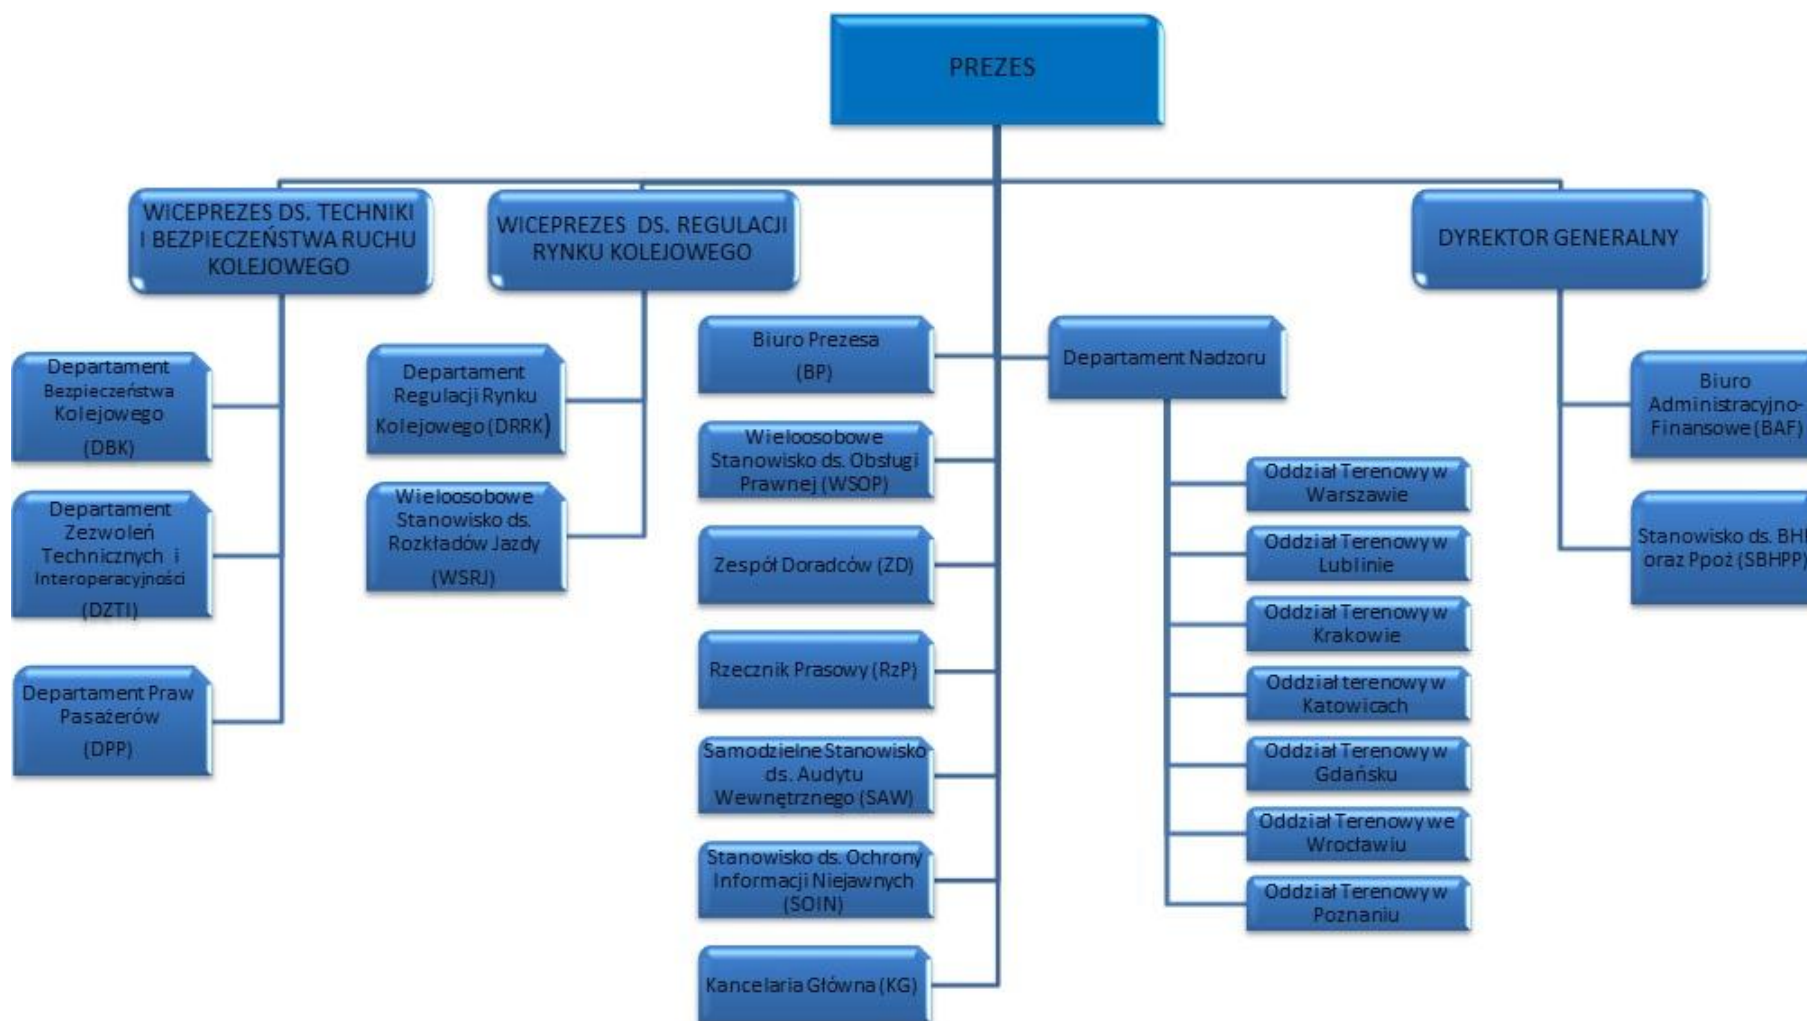 PREZES
WICEPREZES DS. TECHNIKI
I BEZPIECZEŃSTWA RUCHU
KOLEJOWEGO
WICEPREZES DS. REGULACJI
RYNKU KOLEJOWEGO
DYREKTOR GENERALNY
Departament
Bezpieczeństwa
Kolejowego
(DBK)
Departament
Zezwoleń
Technicznych i
Interoperacyjności
(DZTI)
Departament Praw
Pasażerów
(DPP)
Departament
Regulacji Rynku
Kolejowego (DRRK)
Wieloosobowe
Stanowisko ds.
Rozkładów Jazdy
(WSRJ)
Biuro Prezesa
(BP)
Wieloosobowe
Stanowisko ds. Obsługi
Prawnej (WSOP)
Zespół Doradców (ZD)
Rzecznik Prasowy (RzP)
Samodzielne Stanowisko
ds. Audytu
Wewnętrznego (SAW)
Stanowisko ds. Ochrony
Informacji Niejawnych
(SOIN)
Kancelaria Główna (KG)
Departament Nadzoru
Oddział Terenowy w
Warszawie
Oddział Terenowy w
Lublinie
Oddział Terenowy w
Krakowie
Oddział terenowy w
Katowicach
Oddział Terenowy w
Gdańsku
Oddział Terenowy we
Wrocławiu
Oddział Terenowy w
Poznaniu
Biuro
Administracyjno-
Finansowe (BAF)
Stanowisko ds. BHP
oraz Ppoż (SBHPP)